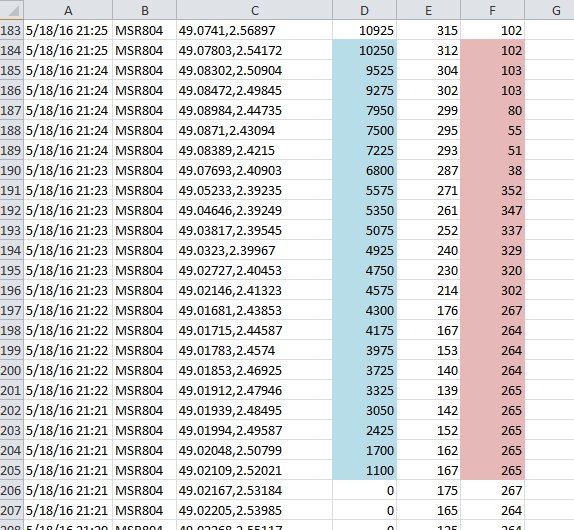 A B C D E F G
183 5/18/16 21:25 MSR804 49.0741,2.56897 10925 315 102
184 5/18/16 21:25 MSR804 49.07803,2.54172 10250 312 102
185 5/18/16 21:24 MSR804 49.08302,2.50904 9525 304 103
186 5/18/16 21:24 MSR804 49.08472,2.49845 9275 302 103
187 5/18/16 21:24 MSR804 49.08984,2.44735 7950 299 80
188 5/18/16 21:24 MSR804 49.0871,2.43094 7500 295 55
189 5/18/16 21:24 MSR804 49.08389,2.4215 7225 293 51
190 5/18/16 21:23 MSR804 49.07693,2.40903 6800 287 38
191 5/18/16 21:23 MSR804 49.05233,2.39235 5575 271 352
192 5/18/16 21:23 MSR804 49.04646,2.39249 5350 261 347
193 5/18/16 21:23 MSR804 49.03817,2.39545 5075 252 337
194 5/18/16 21:23 MSR804 49.0323,2.39967 4925 240 329
195 5/18/16 21:23 MSR804 49.02727,2.40453 4750 230 320
196 5/18/16 21:23 MSR804 49.02146,2.41323 4575 214 302
197 5/18/16 21:22 MSR804 49.01681,2.43853 4300 176 267
198 5/18/16 21:22 MSR804 49.01715,2.44587 4175 167 264
199 5/18/16 21:22 MSR804 49.01783,2.4574 3975 153 264
200 5/18/16 21:22 MSR804 49.01853,2.46925 3725 140 264
201 5/18/16 21:22 MSR804 49.01912,2.47946 3325 139 265
202 5/18/16 21:21 MSR804 49.01939,2.48495 3050 142 265
203 5/18/16 21:21 MSR804 49.01994,2.49587 2425 152 265
204 5/18/16 21:21 MSR804 49.02048,2.50799 1700 162 265
205 5/18/16 21:21 MSR804 49.02109,2.52021 1100 167 265
206 5/18/16 21:21 MSR804 49.02167,2.53184 0 175 267
207 5/18/16 21:21 MSR804 49.02205,2.53985 0 165 264